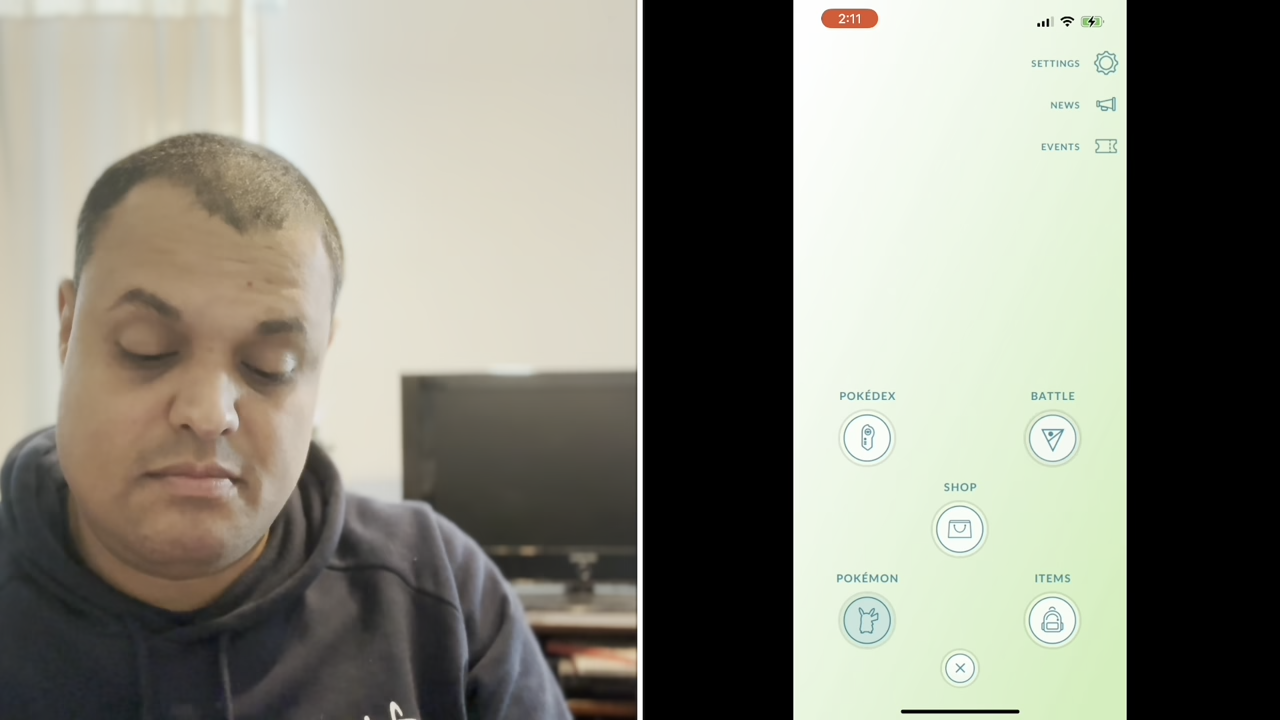 2:11
SETTINGS
NEWS
EVENTS
POKÉDEX
BATTLE
SHOP
POKÉMON
ITEMS